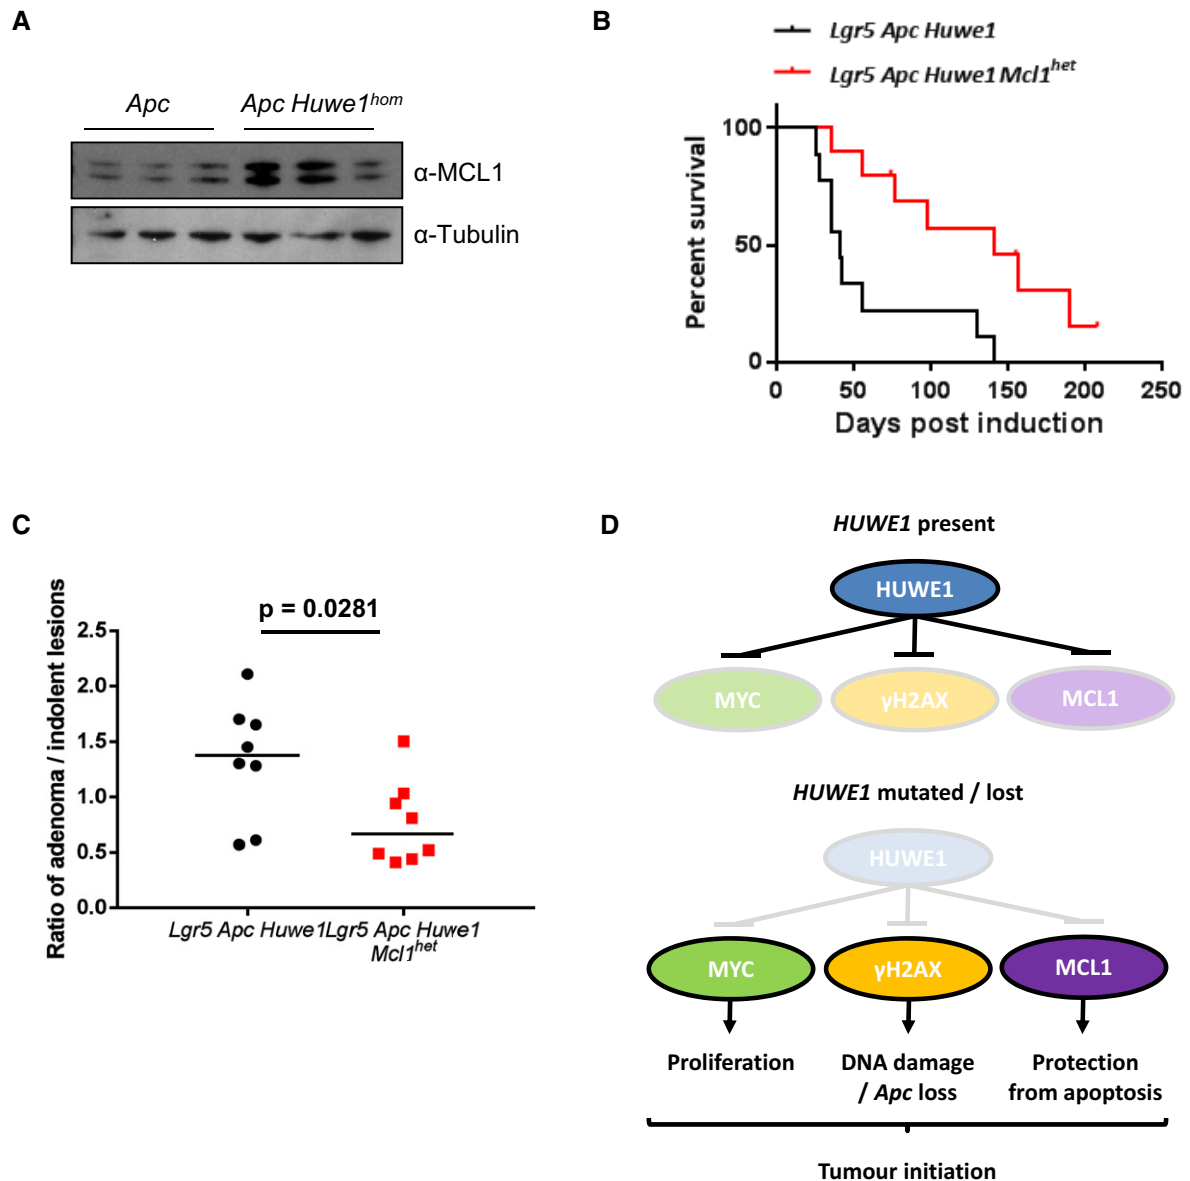 A
Apc
Apc Huwe1hom
α-MCL1
α-Tubulin
B
Lgr5 Apc Huwe1
Lgr5 Apc Huwe1 Mcl1het
Percent survival
100
50
0
0 50 100 150 200 250
Days post induction
C
p = 0.0281
Ratio of adenoma / indolent lesions
2.5
2.0
1.5
1.0
0.5
0.0
Lgr5 Apc Huwe1
Lgr5 Apc Huwe1
Mcl1het
D
HUWE1 present
HUWE1
MYC
γH2AX
MCL1
HUWE1 mutated / lost
HUWE1
MYC
γH2AX
MCL1
Proliferation
DNA damage
/ Apc loss
Protection
from apoptosis
Tumour initiation